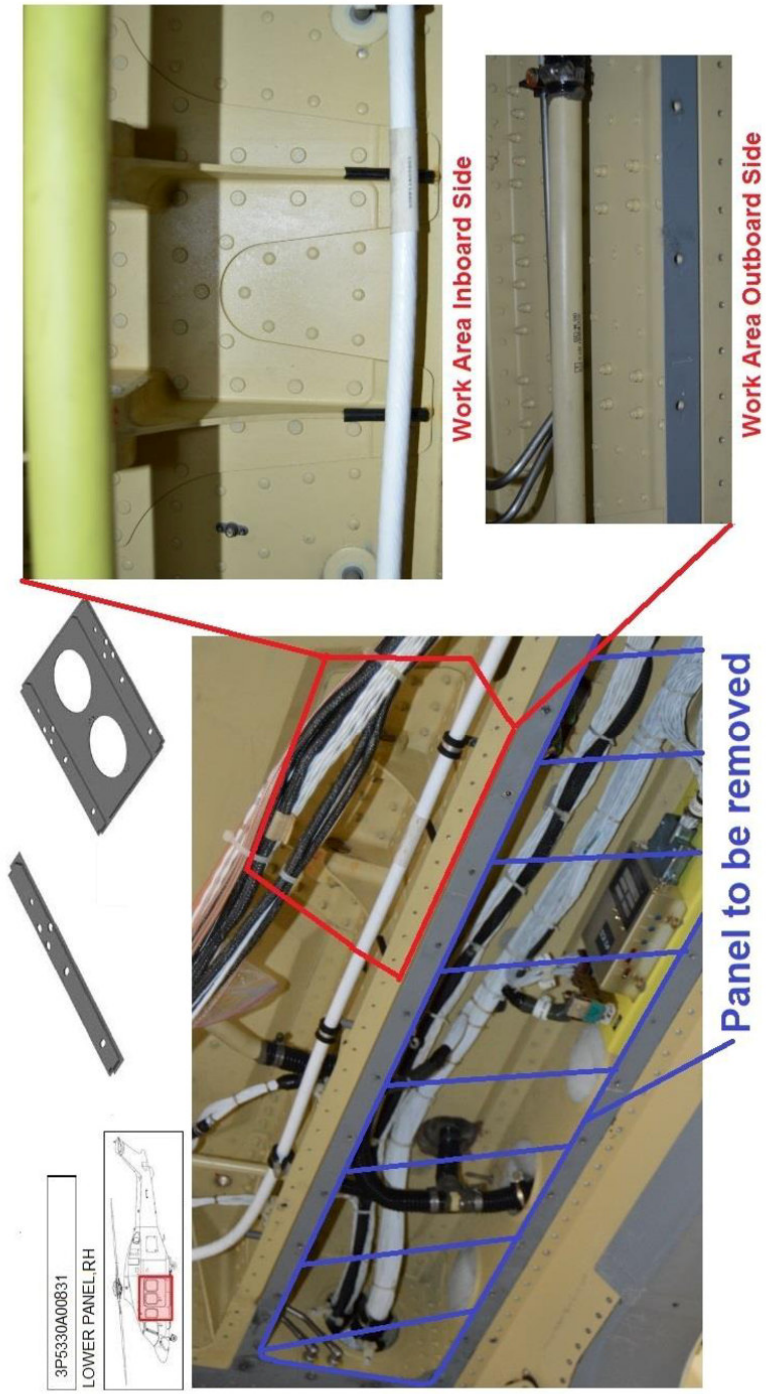 3P5330A00831
LOWER PANEL,RH
Work Area Inboard Side
Work Area Outboard Side
Panel to be removed